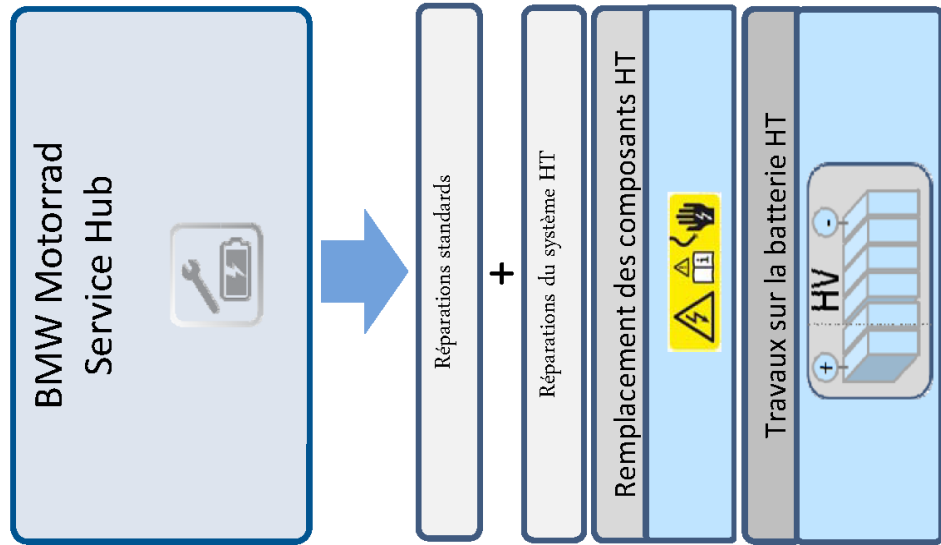 BMW Motorrad
Service Hub
Réparations standards
+
Réparations du système HT
Remplacement des composants HT
i
Travaux sur la batterie HT
HV
+
-